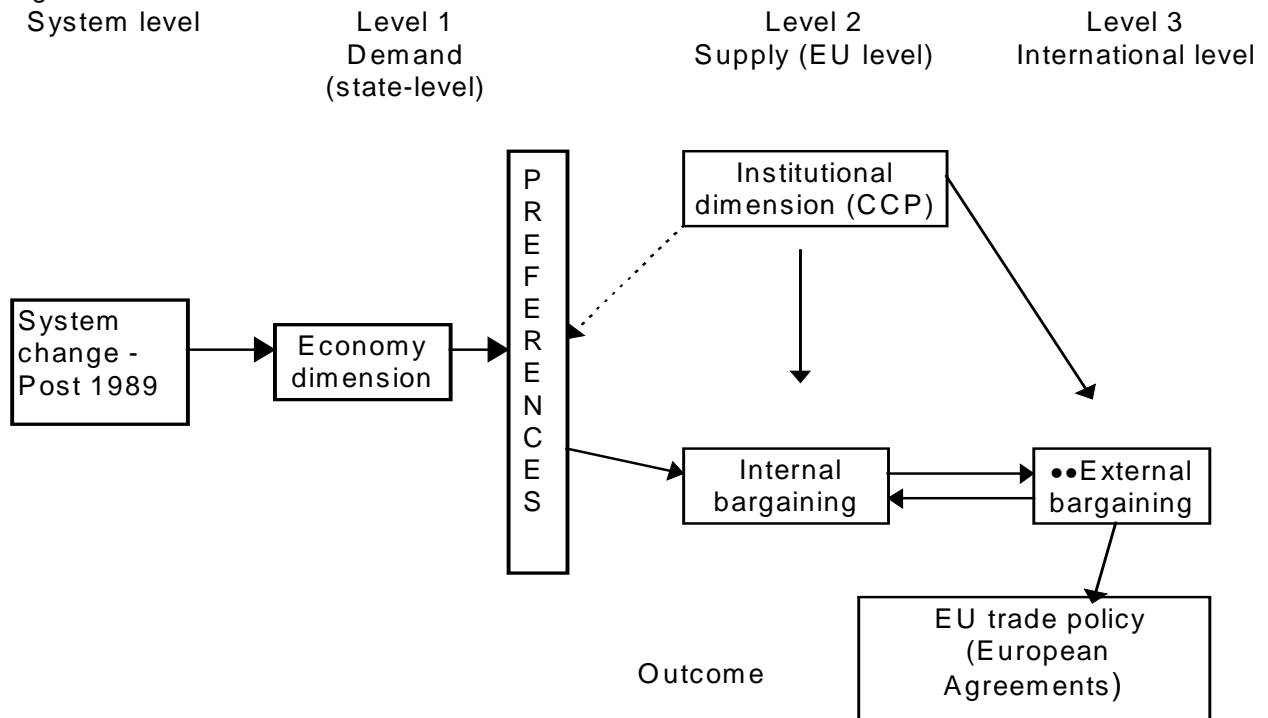 System level
Level 1
Demand
(state-level)
Level 2
Supply (EU level)
Level 3
International level
System
change -
Post 1989
Economy
dimension
P
R
E
F
E
R
E
N
C
E
S
Institutional
dimension (CCP)
Internal
bargaining
••External
bargaining
Outcome
EU trade policy
(European
Agreements)